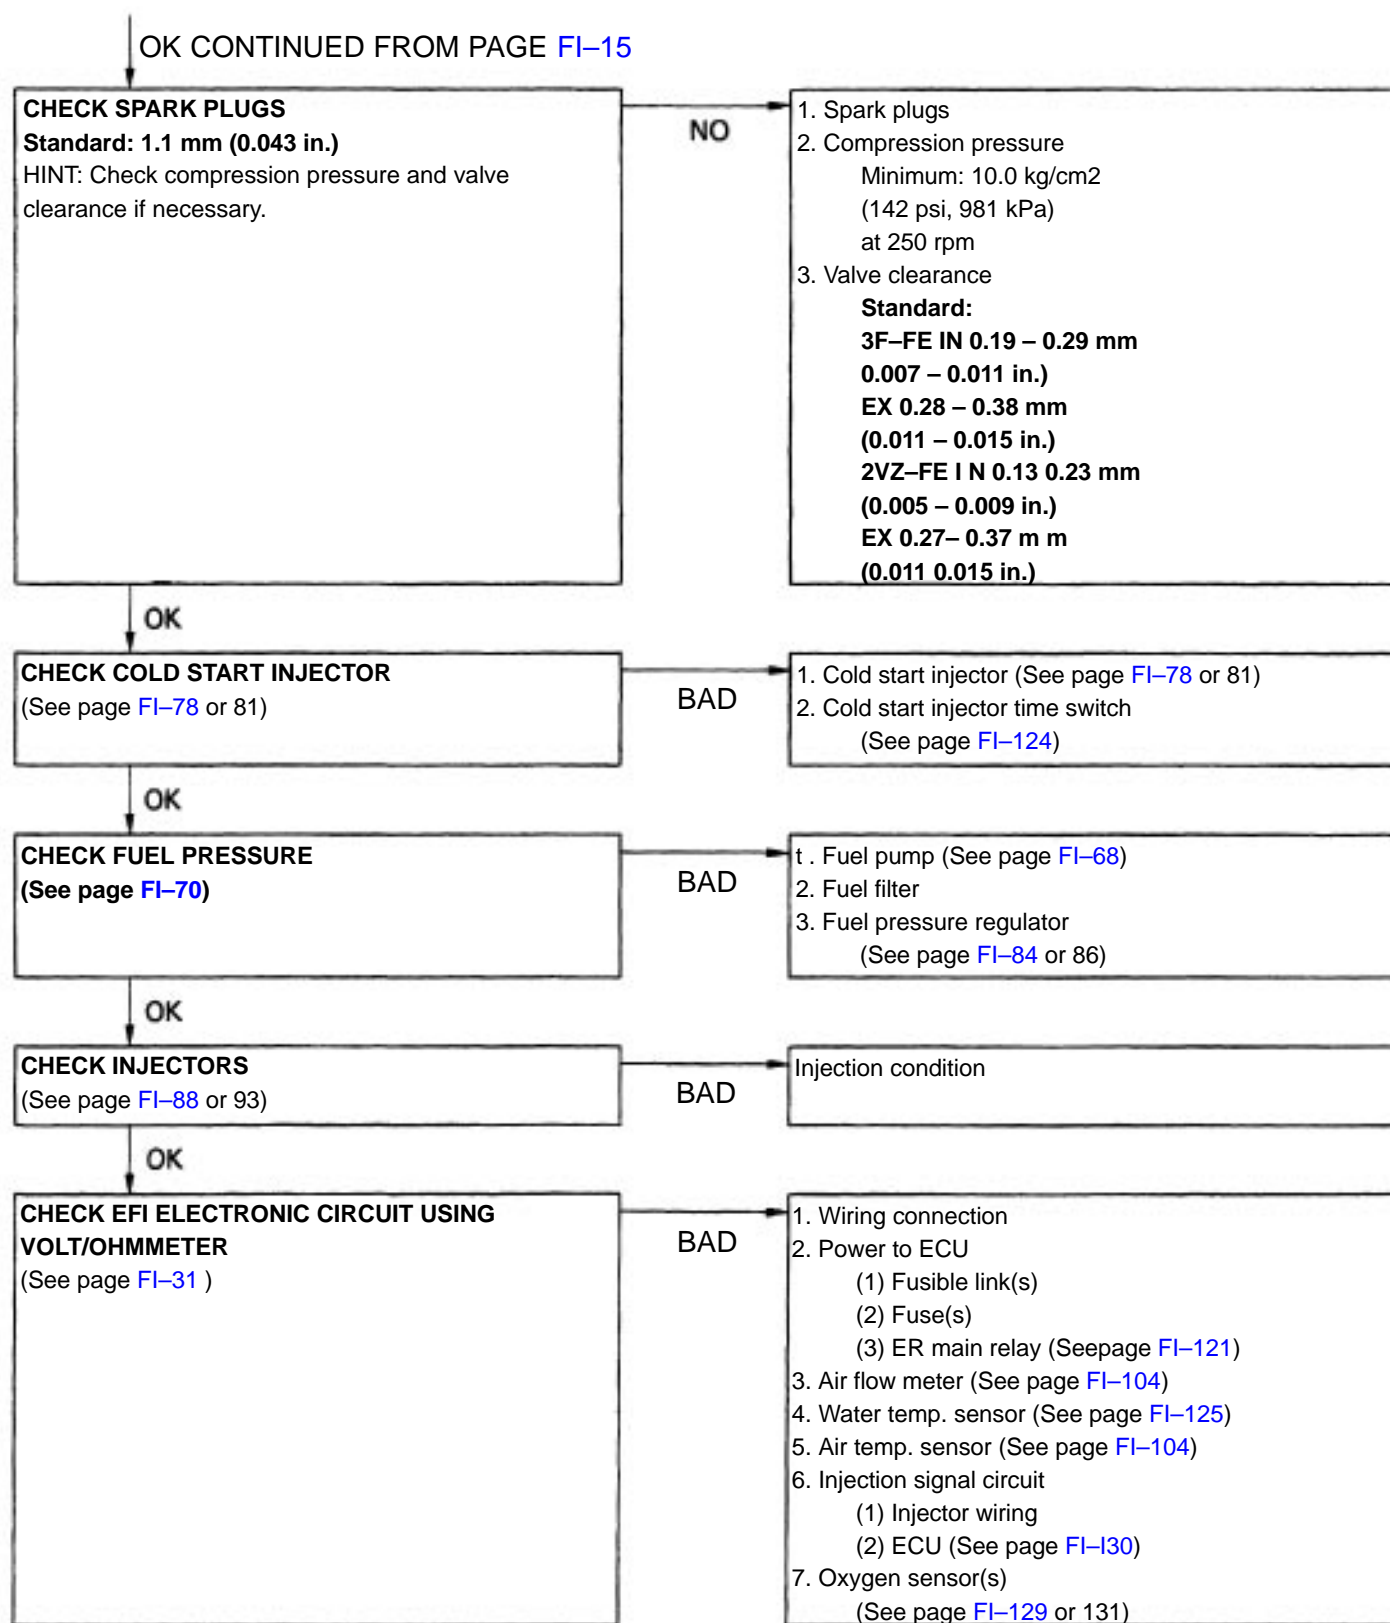 OK CONTINUED FROM PAGE FI–15
CHECK SPARK PLUGS
Standard: 1.1 mm (0.043 in.)
HINT: Check compression pressure and valve
clearance if necessary.
NO
1. Spark plugs
2. Compression pressure
Minimum: 10.0 kg/cm2
(142 psi, 981 kPa)
at 250 rpm
3. Valve clearance
Standard:
3F–FE IN 0.19 – 0.29 mm
0.007 – 0.011 in.)
EX 0.28 – 0.38 mm
(0.011 – 0.015 in.)
2VZ–FE I N 0.13 0.23 mm
(0.005 – 0.009 in.)
EX 0.27– 0.37 m m
(0.011 0.015 in.)
OK
CHECK COLD START INJECTOR
(See page FI–78 or 81)
BAD
1. Cold start injector (See page FI–78 or 81)
2. Cold start injector time switch
(See page FI–124)
OK
CHECK FUEL PRESSURE
(See page FI–70)
BAD
t . Fuel pump (See page FI–68)
2. Fuel filter
3. Fuel pressure regulator
(See page FI–84 or 86)
OK
CHECK INJECTORS
(See page FI–88 or 93)
BAD
Injection condition
OK
CHECK EFI ELECTRONIC CIRCUIT USING
VOLT/OHMMETER
(See page FI–31 )
BAD
1. Wiring connection
2. Power to ECU
(1) Fusible link(s)
(2) Fuse(s)
(3) ER main relay (Seepage FI–121)
3. Air flow meter (See page FI–104)
4. Water temp. sensor (See page FI–125)
5. Air temp. sensor (See page FI–104)
6. Injection signal circuit
(1) Injector wiring
(2) ECU (See page FI–I30)
7. Oxygen sensor(s)
(See page FI–129 or 131)